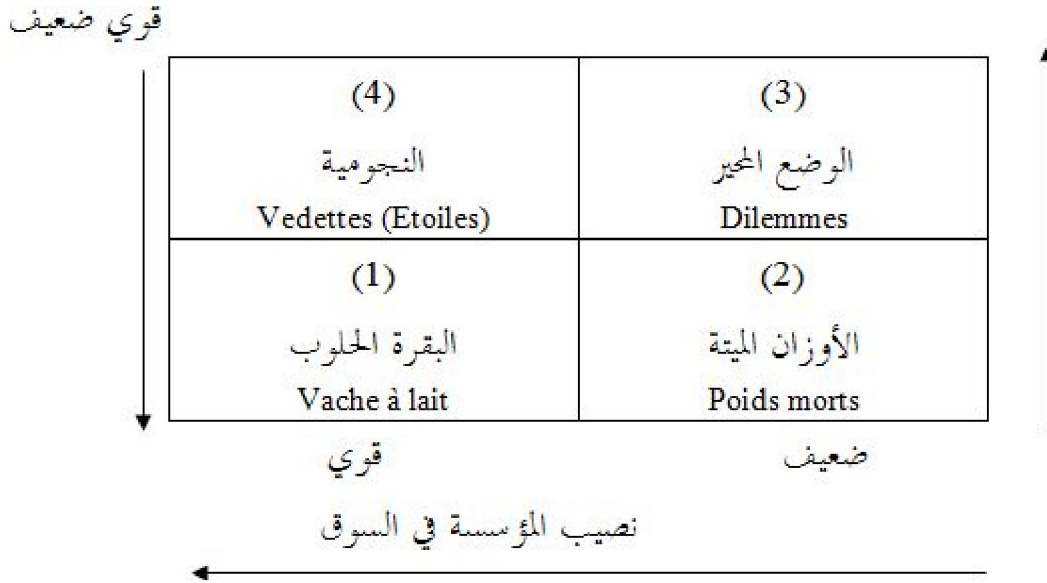 قوي ضعيف
(4)
النجومية
Vedettes (Etoiles)
(3)
الوضع المحير
Dilemmes
(1)
البقرة الحلوب
Vache à lait
(2)
الأوزان الميتة
Poids morts
قوي
ضعيف
نصيب المؤسسة في السوق